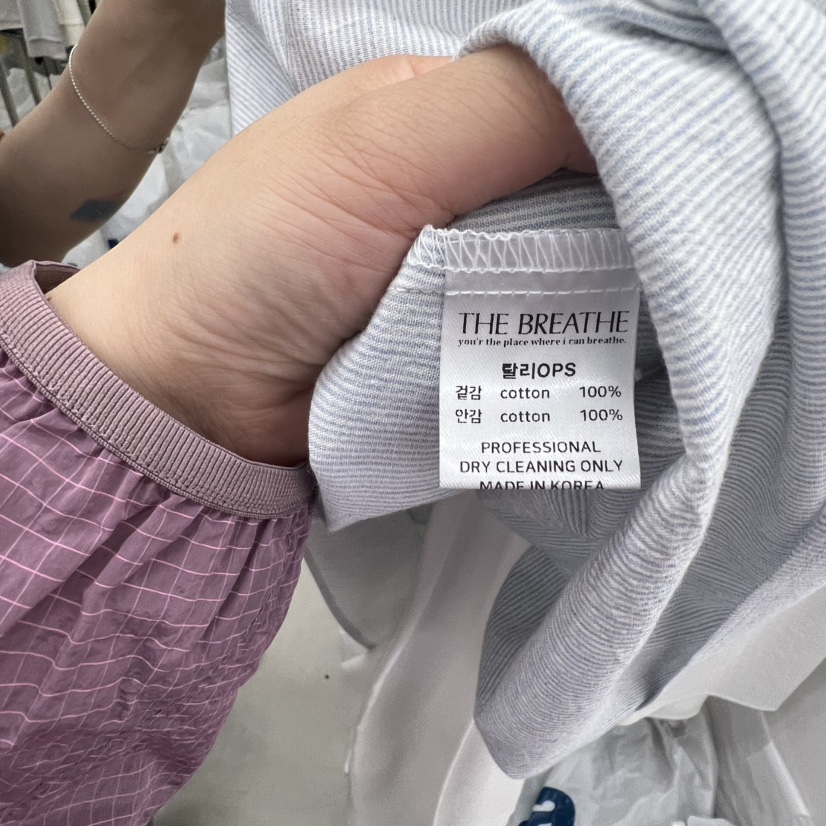 THE BREATHE
you'r the place where i can breathe.
탈리OPS
겉감 cotton 100%
안감 cotton 100%
PROFESSIONAL
DRY CLEANING ONLY
MADE IN KOREA